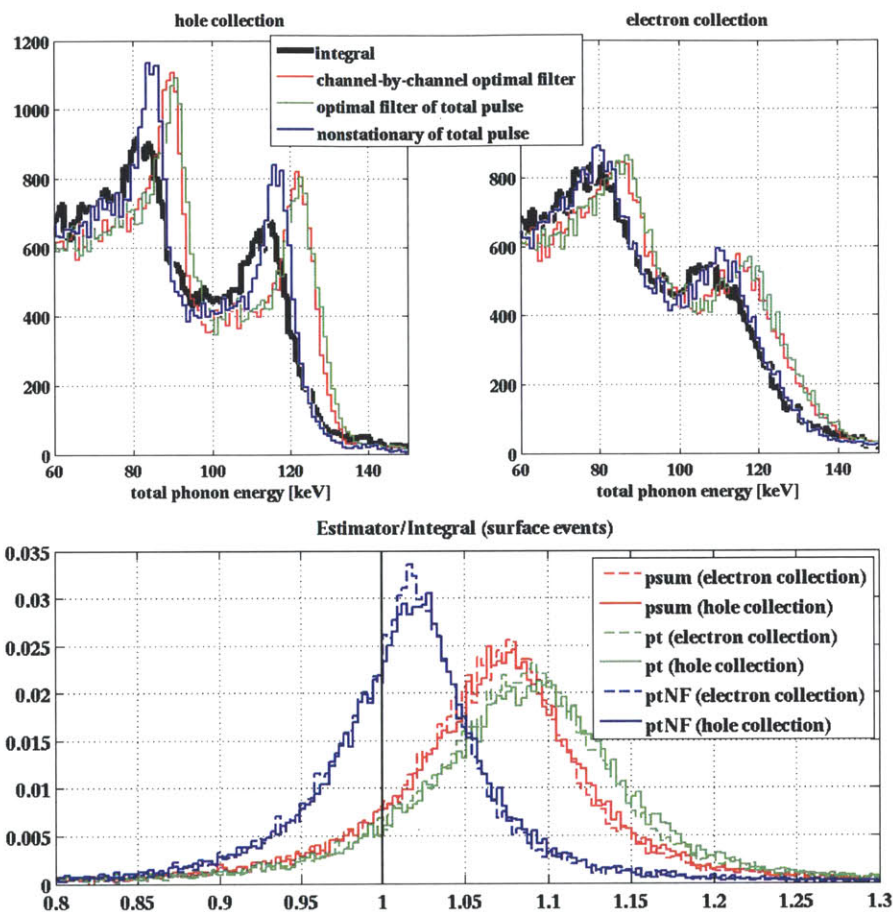 hole collection
electron collection
integral
channel-by-channel optimal filter
optimal filter of total pulse
nonstationary of total pulse
1200
1000
800
600
400
200
0
60 80 100 120 140
total phonon energy [keV]
800
600
400
200
0
60 80 100 120 140
total phonon energy [keV]
Estimator/Integral (surface events)
psum (electron collection)
psum (hole collection)
pt (electron collection)
pt (hole collection)
ptNF (electron collection)
ptNF (hole collection)
0.035
0.03
0.025
0.02
0.015
0.01
0.005
0
0.8 0.85 0.9 0.95 1 1.05 1.1 1.15 1.2 1.25 1.3